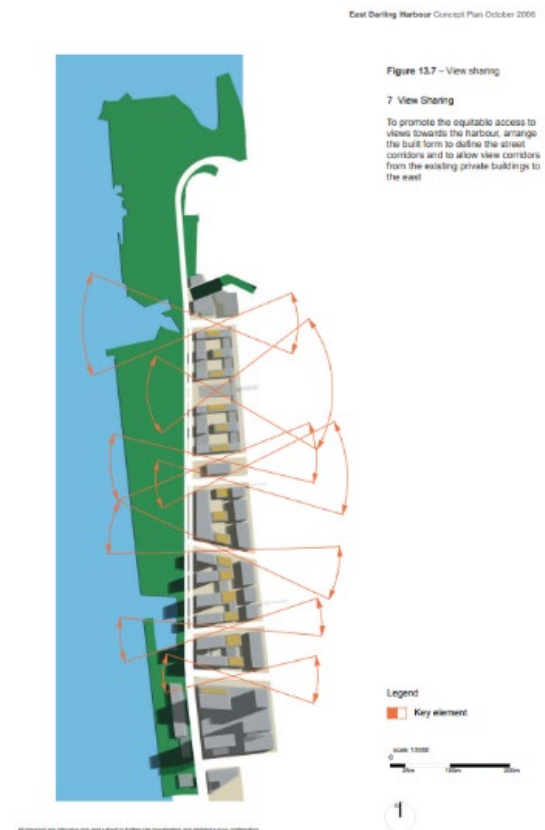 East Darling Harbour Concept Plan October 2006
Figure 13.7 – View sharing
7 View Sharing
To promote the equitable access to
views towards the harbour, arrange
the built form to define the street
corridors and to allow view corridors
from the existing private buildings to
the east
Legend
Key element
scale
0
25m 100m 200m